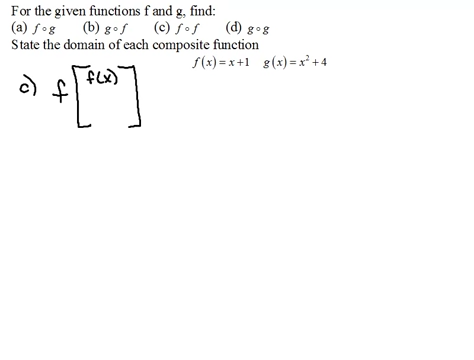 For the given functions f and g, find:
(a) f∘g (b) g∘f (c) f∘f (d) g∘g
State the domain of each composite function
f(x)=x+1 g(x)=x²+4
c) f[f(x)]